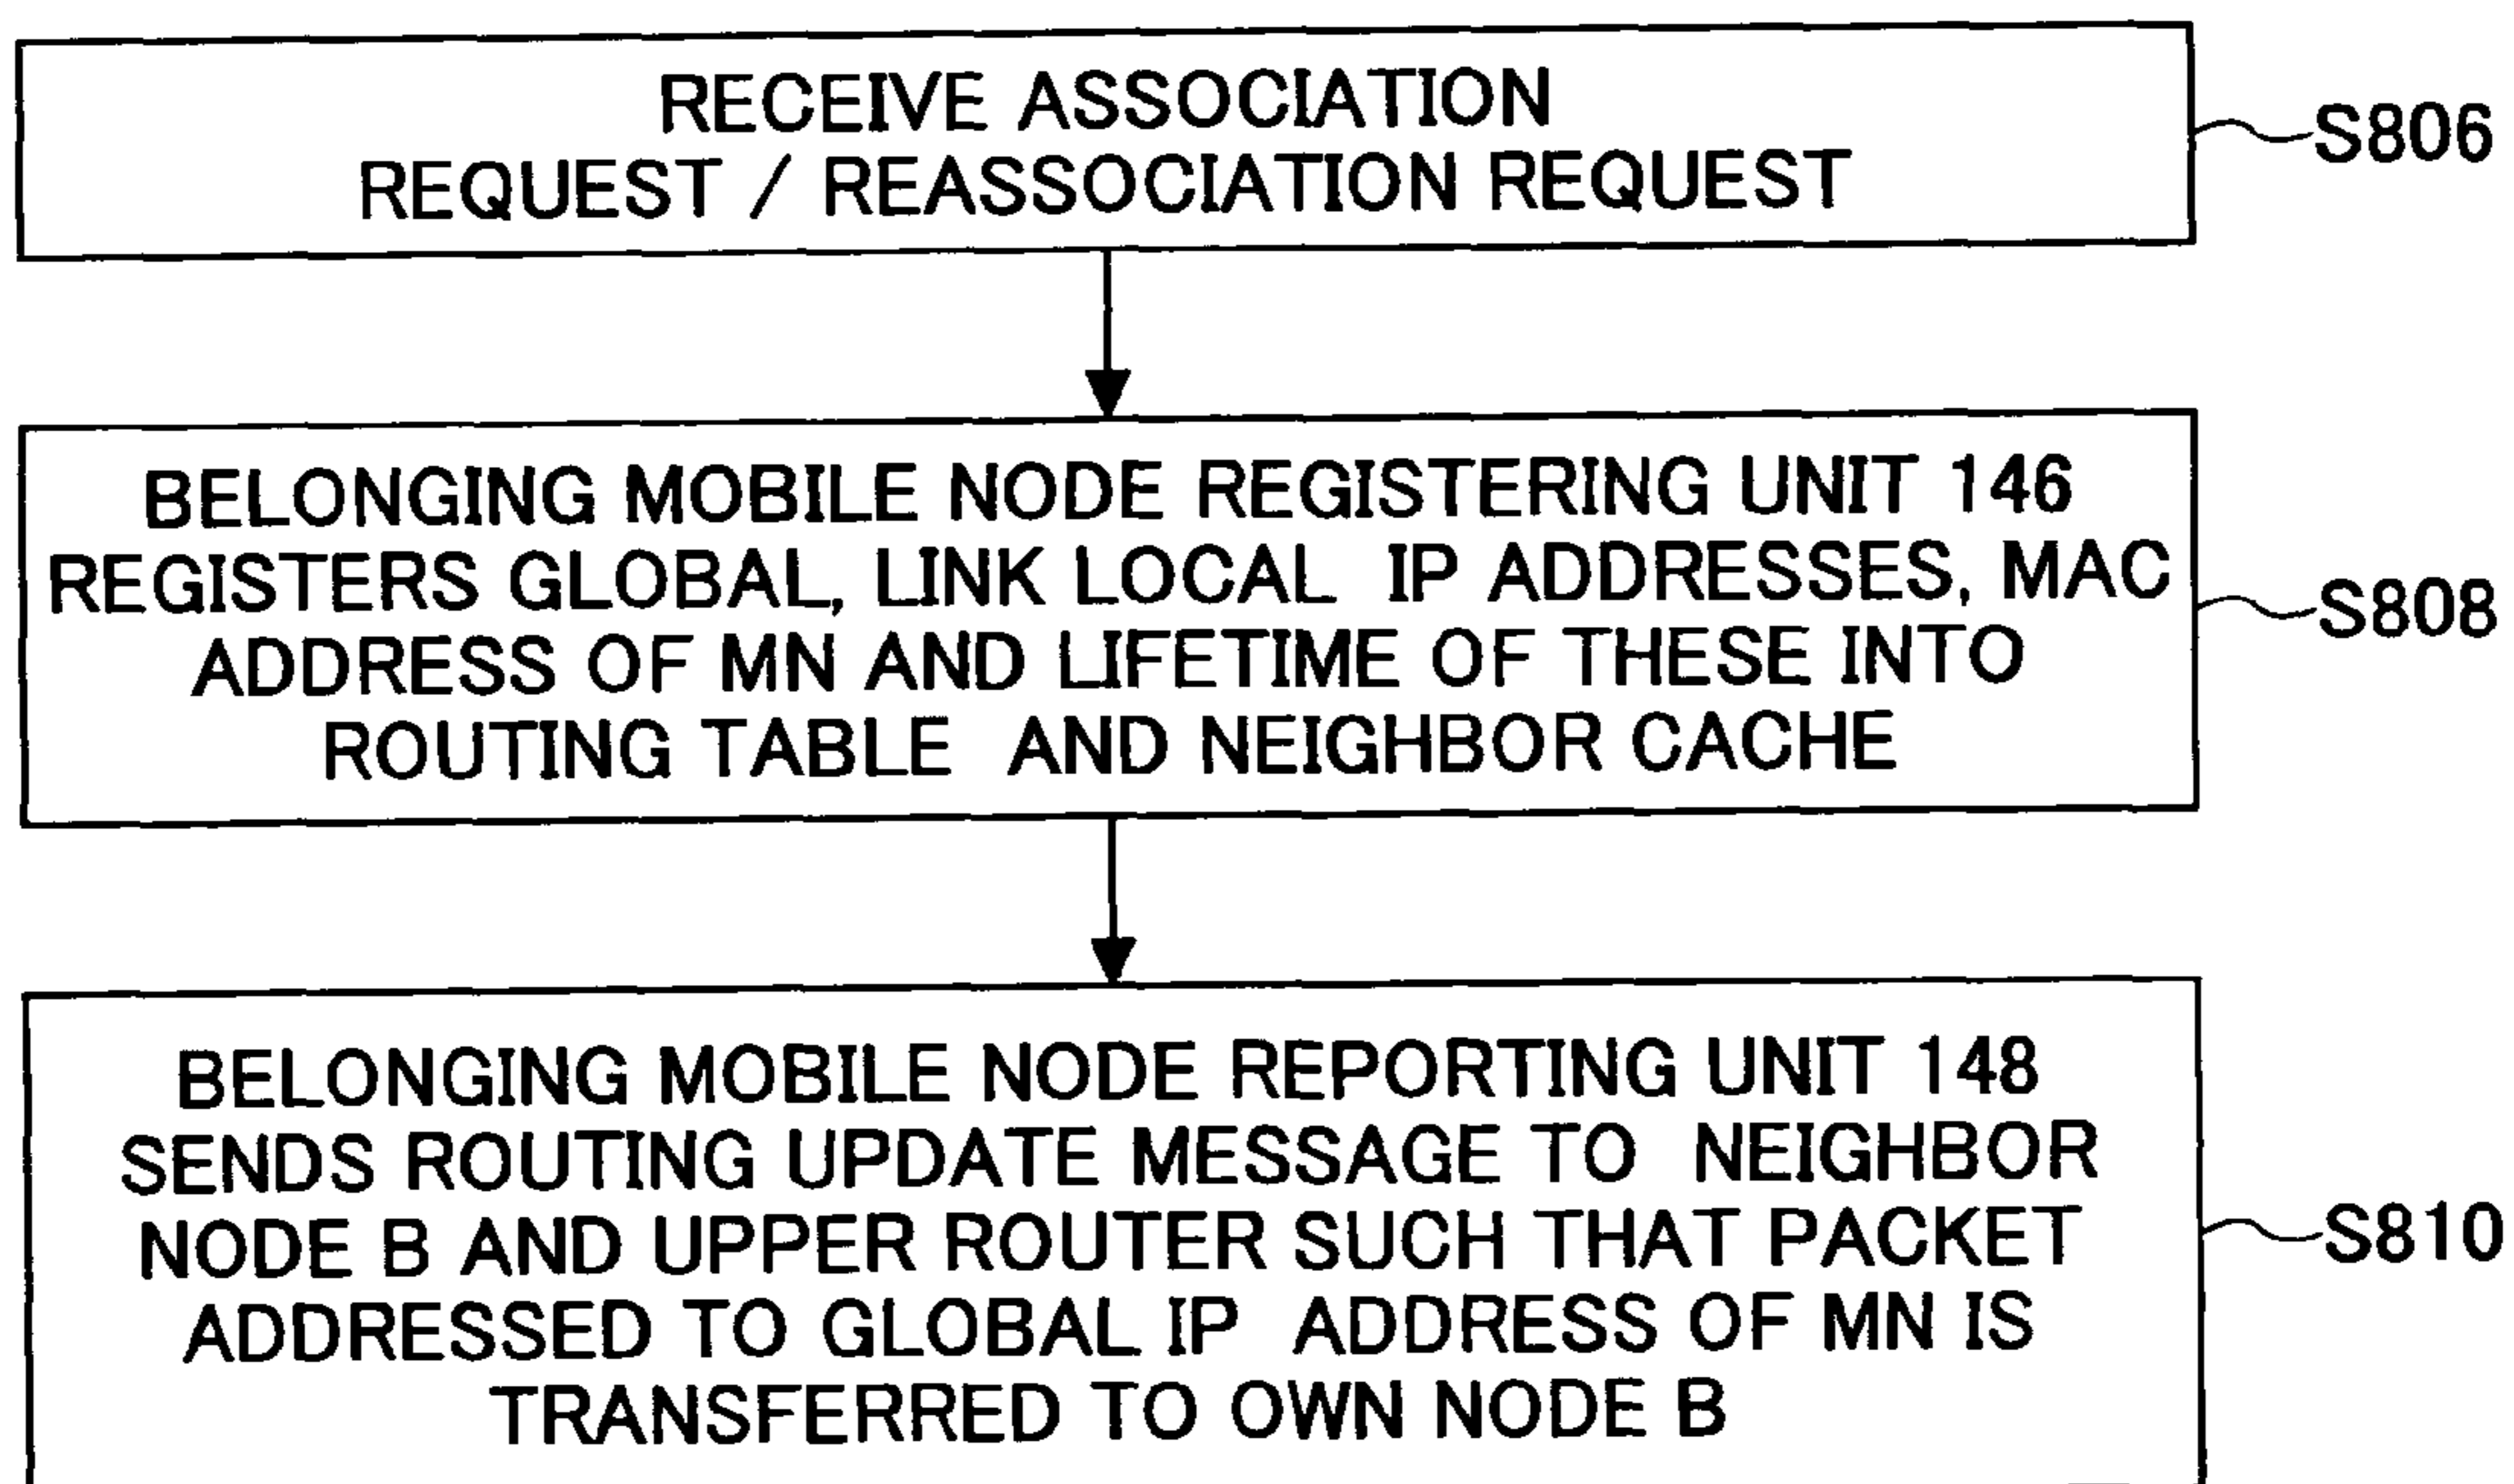 RECEIVE ASSOCIATION
REQUEST / REASSOCIATION REQUEST
S806
BELONGING MOBILE NODE REGISTERING UNIT 146
REGISTERS GLOBAL, LINK LOCAL IP ADDRESSES, MAC
ADDRESS OF MN AND LIFETIME OF THESE INTO
ROUTING TABLE AND NEIGHBOR CACHE
S808
BELONGING MOBILE NODE REPORTING UNIT 148
SENDS ROUTING UPDATE MESSAGE TO NEIGHBOR
NODE B AND UPPER ROUTER SUCH THAT PACKET
ADDRESSED TO GLOBAL IP ADDRESS OF MN IS
TRANSFERRED TO OWN NODE B
S810